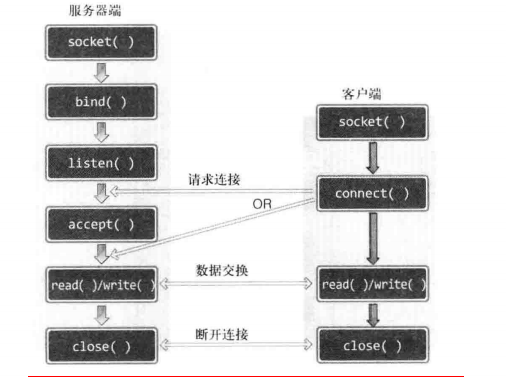 服务器端
socket( )
bind( )
listen( )
accept( )
read( )/write( )
close( )
客户端
socket( )
connect( )
read( )/write( )
close( )
请求连接
OR
数据交换
断开连接